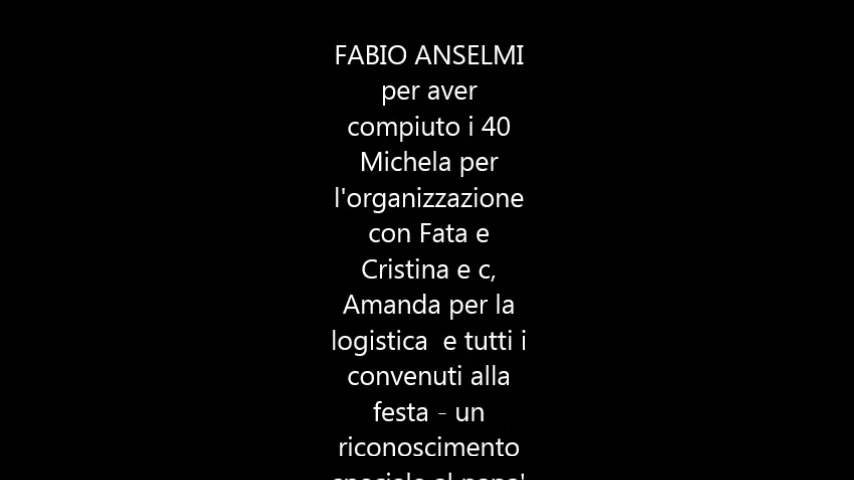 FABIO ANSELMI
per aver
compiuto i 40
Michela per
l'organizzazione
con Fata e
Cristina e c,
Amanda per la
logistica  e tutti i
convenuti alla
festa - un
riconoscimento